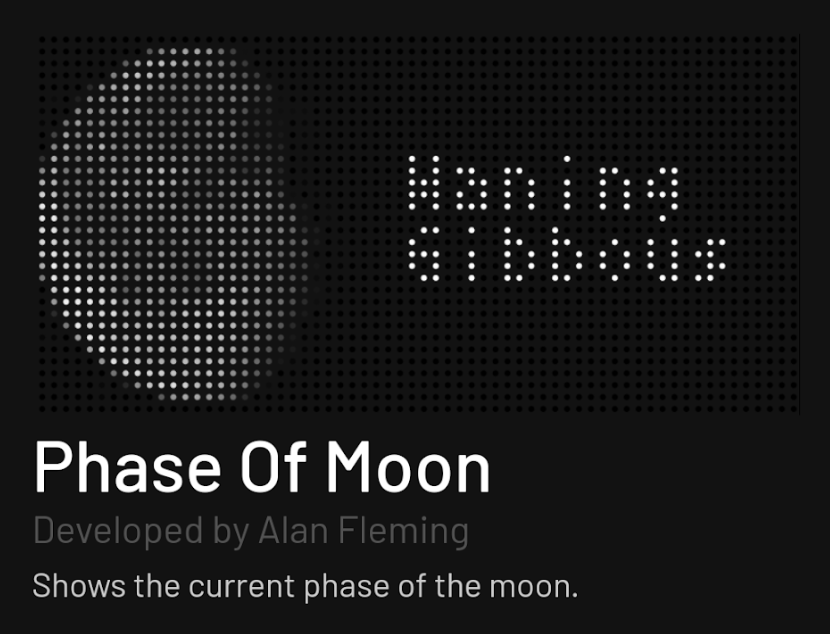 Waning
Gibbous
Phase Of Moon
Developed by Alan Fleming
Shows the current phase of the moon.